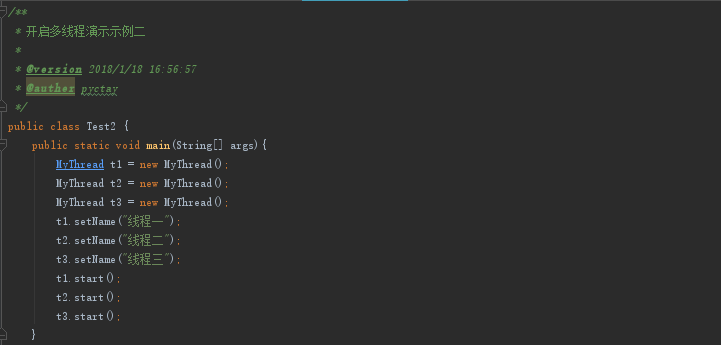 /**
* 开启多线程演示示例二
*
* @version 2018/1/18 16:56:57
* @auther pyctay
*/
public class Test2 {
public static void main(String[] args){
MyThread t1 = new MyThread();
MyThread t2 = new MyThread();
MyThread t3 = new MyThread();
t1.setName("线程一");
t2.setName("线程二");
t3.setName("线程三");
t1.start();
t2.start();
t3.start();
}